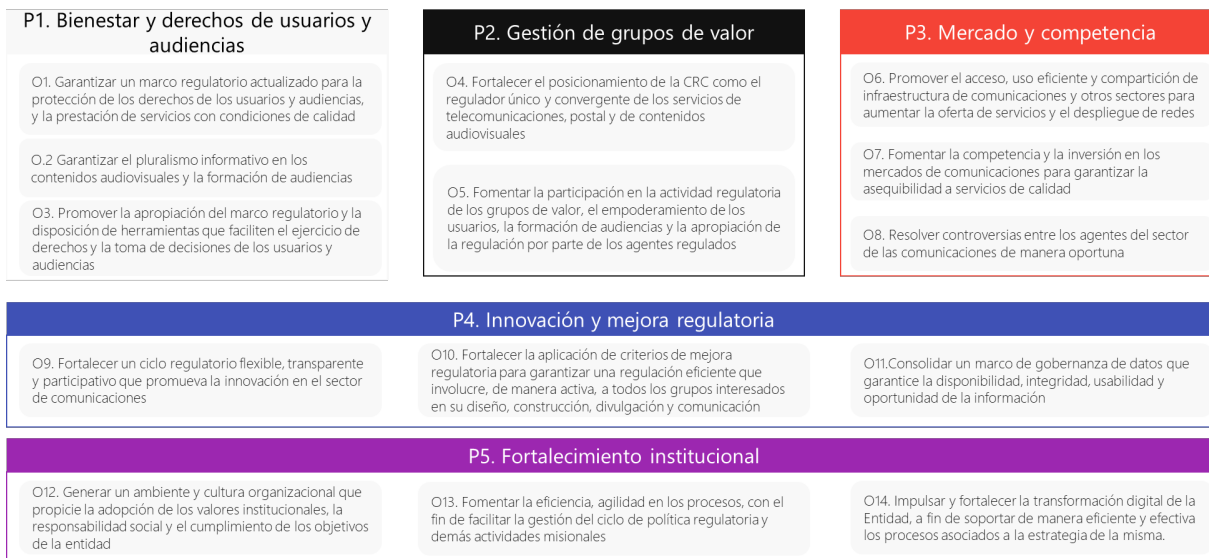 P1. Bienestar y derechos de usuarios y
audiencias
O1. Garantizar un marco regulatorio actualizado para la
protección de los derechos de los usuarios y audiencias,
y la prestación de servicios con condiciones de calidad
O.2 Garantizar el pluralismo informativo en los
contenidos audiovisuales y la formación de audiencias
O3. Promover la apropiación del marco regulatorio y la
disposición de herramientas que faciliten el ejercicio de
derechos y la toma de decisiones de los usuarios y
audiencias
P2. Gestión de grupos de valor
O4. Fortalecer el posicionamiento de la CRC como el
regulador único y convergente de los servicios de
telecomunicaciones, postal y de contenidos
audiovisuales
O5. Fomentar la participación en la actividad regulatoria
de los grupos de valor, el empoderamiento de los
usuarios, la formación de audiencias y la apropiación de
la regulación por parte de los agentes regulados
P3. Mercado y competencia
O6. Promover el acceso, uso eficiente y compartición de
infraestructura de comunicaciones y otros sectores para
aumentar la oferta de servicios y el despliegue de redes
O7. Fomentar la competencia y la inversión en los
mercados de comunicaciones para garantizar la
asequibilidad a servicios de calidad
O8. Resolver controversias entre los agentes del sector
de las comunicaciones de manera oportuna
P4. Innovación y mejora regulatoria
O9. Fortalecer un ciclo regulatorio flexible, transparente
y participativo que promueva la innovación en el sector
de comunicaciones
O10. Fortalecer la aplicación de criterios de mejora
regulatoria para garantizar una regulación eficiente que
involucre, de manera activa, a todos los grupos interesados
en su diseño, construcción, divulgación y comunicación
O11.Consolidar un marco de gobernanza de datos que
garantice la disponibilidad, integridad, usabilidad y
oportunidad de la información
P5. Fortalecimiento institucional
O12. Generar un ambiente y cultura organizacional que
propicie la adopción de los valores institucionales, la
responsabilidad social y el cumplimiento de los objetivos
de la entidad
O13. Fomentar la eficiencia, agilidad en los procesos, con el
fin de facilitar la gestión del ciclo de política regulatoria y
demás actividades misionales
O14. Impulsar y fortalecer la transformación digital de la
Entidad, a fin de soportar de manera eficiente y efectiva
los procesos asociados a la estrategia de la misma.